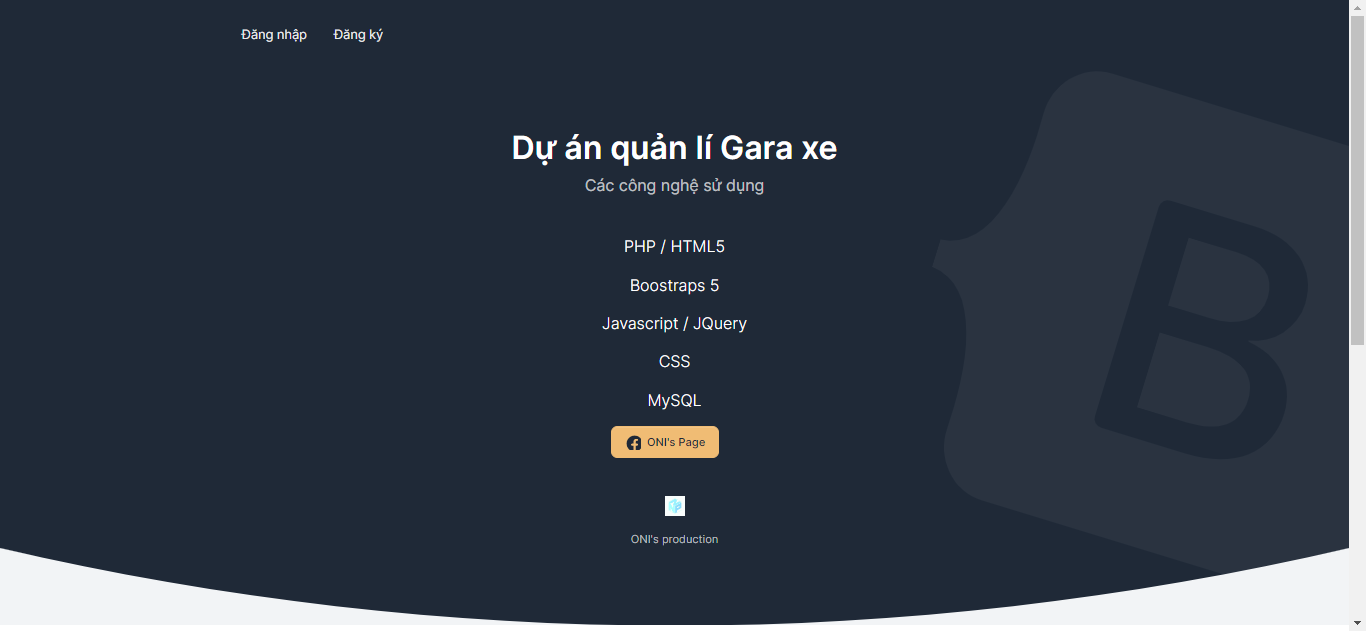 Đăng nhập Đăng ký
Dự án quản lí Gara xe
Các công nghệ sử dụng
PHP / HTML5
Boostraps 5
Javascript / JQuery
CSS
MySQL
ONI's Page
ONI's production
B